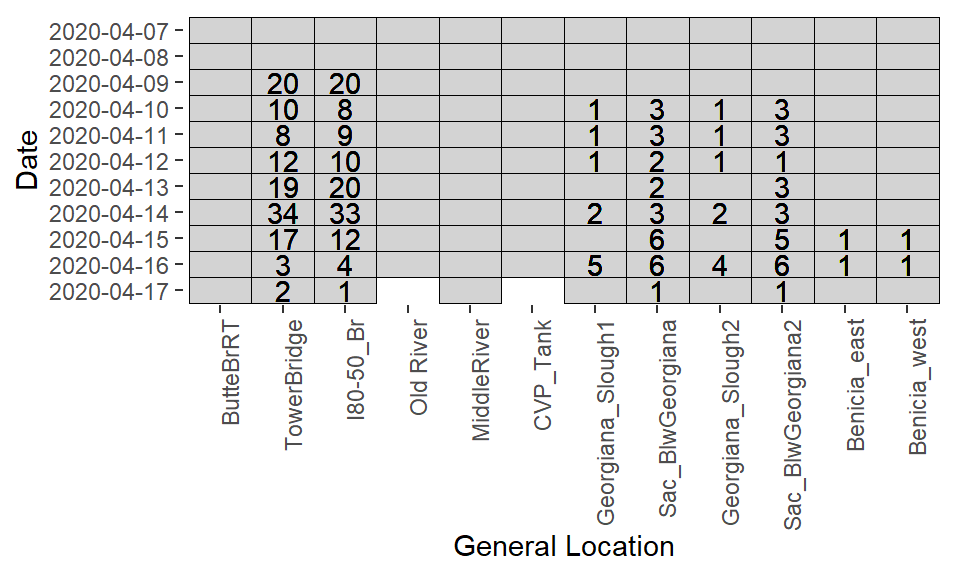 2020-04-07
2020-04-08
2020-04-09 20 20
2020-04-10 10 8 1 3 1 3
2020-04-11 8 9 1 3 1 3
2020-04-12 12 10 1 2 1 1
2020-04-13 19 20 2 3
2020-04-14 34 33 2 3 2 3
2020-04-15 17 12 6 5 1 1
2020-04-16 3 4 5 6 4 6 1 1
2020-04-17 2 1 1 1
Date
ButteBrRT
TowerBridge
I80-50_Br
Old River
MiddleRiver
CVP_Tank
Georgiana_Slough1
Sac_BlwGeorgiana
Georgiana_Slough2
Sac_BlwGeorgiana2
Benicia_east
Benicia_west
General Location